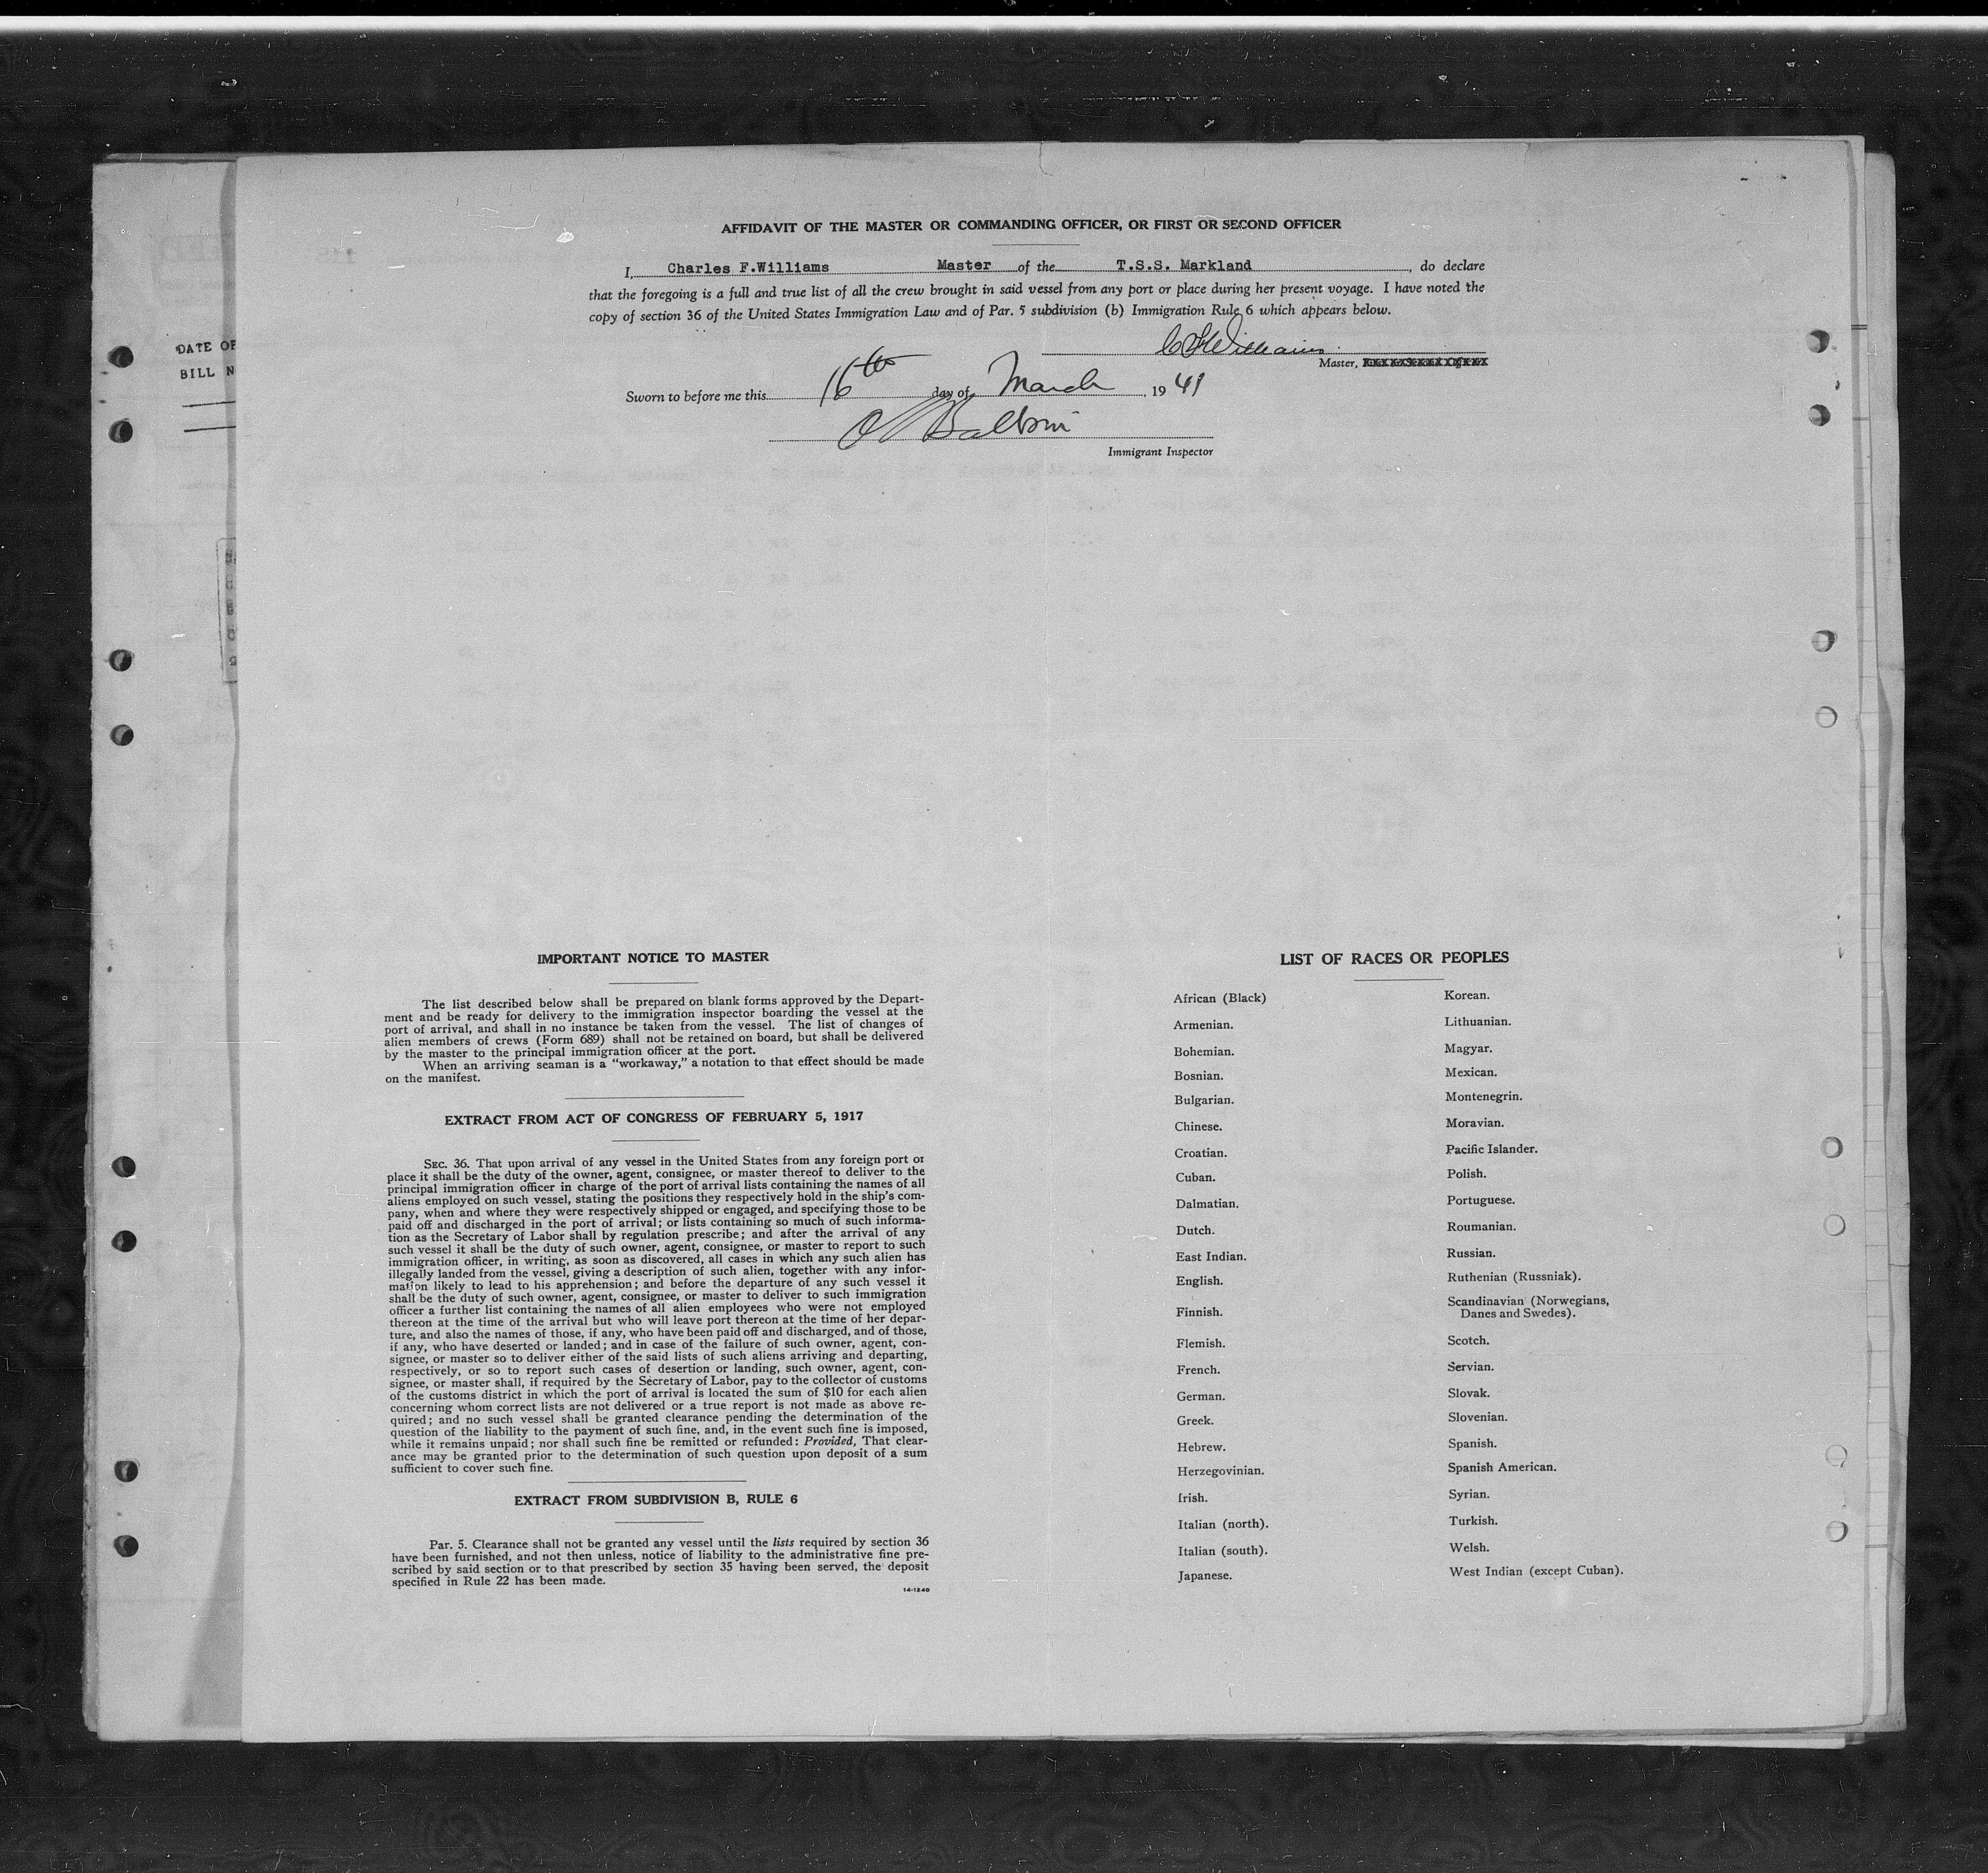 DATE OF
BILL N
AFFIDAVIT OF THE MASTER OR COMMANDING OFFICER, OR FIRST OR SECOND OFFICER
I, Charles F.Williams Master of the T.S.S. Markland, do declare
that the foregoing is a full and true list of all the crew brought in said vessel from any port or place during her present voyage. I have noted the
copy of section 36 of the United States Immigration Law and of Par. 5 subdivision (b) Immigration Rule 6 which appears below.
C F Williams
Master,
Sworn to before me this 16th day of March, 1941
Immigrant Inspector
IMPORTANT NOTICE TO MASTER
The list described below shall be prepared on blank forms approved by the Depart-
ment and be ready for delivery to the immigration inspector boarding the vessel at the
port of arrival, and shall in no instance be taken from the vessel. The list of changes of
alien members of crews (Form 689) shall not be retained on board, but shall be delivered
by the master to the principal immigration officer at the port.
When an arriving seaman is a “workaway,” a notation to that effect should be made
on the manifest.
EXTRACT FROM ACT OF CONGRESS OF FEBRUARY 5, 1917
SEC. 36. That upon arrival of any vessel in the United States from any foreign port or
place it shall be the duty of the owner, agent, consignee, or master thereof to deliver to the
principal immigration officer in charge of the port of arrival lists containing the names of all
aliens employed on such vessel, stating the positions they respectively hold in the ship's com-
pany, when and where they were respectively shipped or engaged, and specifying those to be
paid off and discharged in the port of arrival; or lists containing so much of such informa-
tion as the Secretary of Labor shall by regulation prescribe; and after the arrival of any
such vessel it shall be the duty of such owner, agent, consignee, or master to report to such
immigration officer, in writing, as soon as discovered, all cases in which any such alien has
illegally landed from the vessel, giving a description of such alien, together with any infor-
mation likely to lead to his apprehension; and before the departure of any such vessel it
shall be the duty of such owner, agent, consignee, or master to deliver to such immigration
officer a further list containing the names of all alien employees who were not employed
thereon at the time of the arrival but who will leave port thereon at the time of her depar-
ture, and also the names of those, if any, who have been paid off and discharged, and of those,
if any, who have deserted or landed; and in case of the failure of such owner, agent, con-
signee, or master so to deliver either of the said lists of such aliens arriving and departing,
respectively, or so to report such cases of desertion or landing, such owner, agent, con-
signee, or master shall, if required by the Secretary of Labor, pay to the collector of customs
of the customs district in which the port of arrival is located the sum of $10 for each alien
concerning whom correct lists are not delivered or a true report is not made as above re-
quired; and no such vessel shall be granted clearance pending the determination of the
question of the liability to the payment of such fine, and, in the event such fine is imposed,
while it remains unpaid; nor shall such fine be remitted or refunded: Provided, That clear-
ance may be granted prior to the determination of such question upon deposit of a sum
sufficient to cover such fine.
EXTRACT FROM SUBDIVISION B, RULE 6
Par. 5. Clearance shall not be granted any vessel until the lists required by section 36
have been furnished, and not then unless, notice of liability to the administrative fine pre-
scribed by said section or to that prescribed by section 35 having been served, the deposit
specified in Rule 22 has been made.
14-1240
LIST OF RACES OR PEOPLES
African (Black)
Armenian.
Bohemian.
Bosnian.
Bulgarian.
Chinese.
Croatian.
Cuban.
Dalmatian.
Dutch.
East Indian.
English.
Finnish.
Flemish.
French.
German.
Greek.
Hebrew.
Herzegovinian.
Irish.
Italian (north).
Italian (south).
Japanese.
Korean.
Lithuanian.
Magyar.
Mexican.
Montenegrin.
Moravian.
Pacific Islander.
Polish.
Portuguese.
Roumanian.
Russian.
Ruthenian (Russniak).
Scandinavian (Norwegians,
Danes and Swedes).
Scotch.
Servian.
Slovak.
Slovenian.
Spanish.
Spanish American.
Syrian.
Turkish.
Welsh.
West Indian (except Cuban).